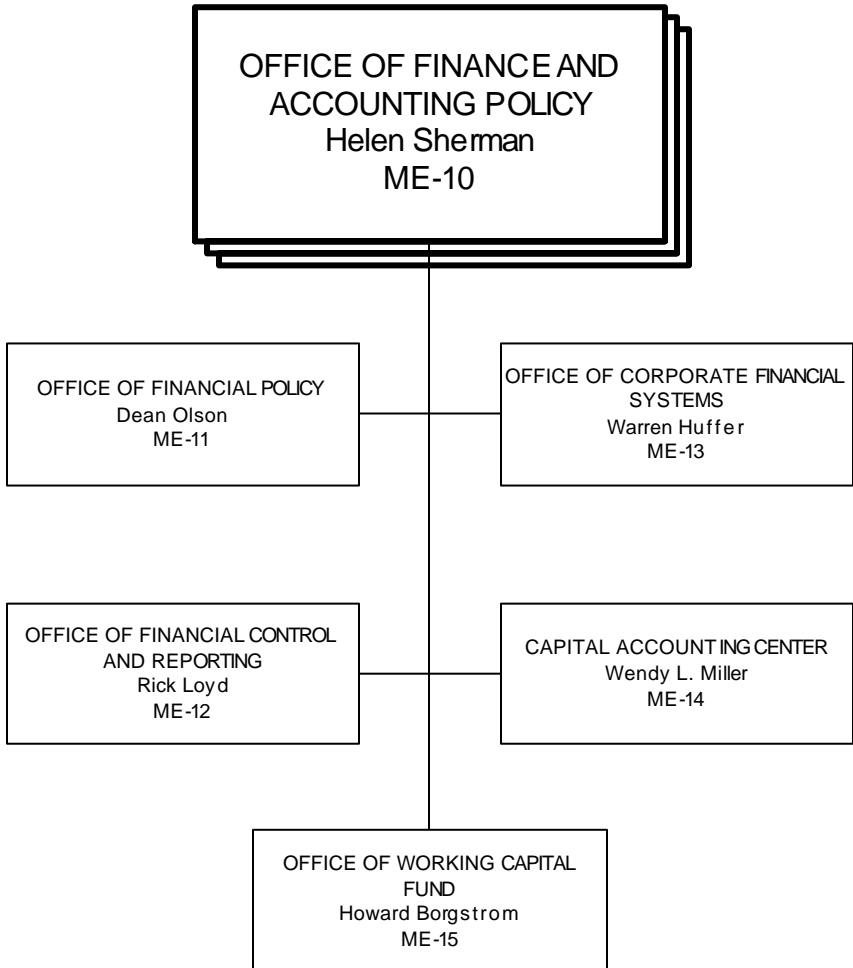 OFFICE OF FINANCE AND
ACCOUNTING POLICY
Helen Sherman
ME-10
OFFICE OF FINANCIAL POLICY
Dean Olson
ME-11
OFFICE OF CORPORATE FINANCIAL
SYSTEMS
Warren Huffer
ME-13
OFFICE OF FINANCIAL CONTROL
AND REPORTING
Rick Loyd
ME-12
CAPITAL ACCOUNTING CENTER
Wendy L. Miller
ME-14
OFFICE OF WORKING CAPITAL
FUND
Howard Borgstrom
ME-15